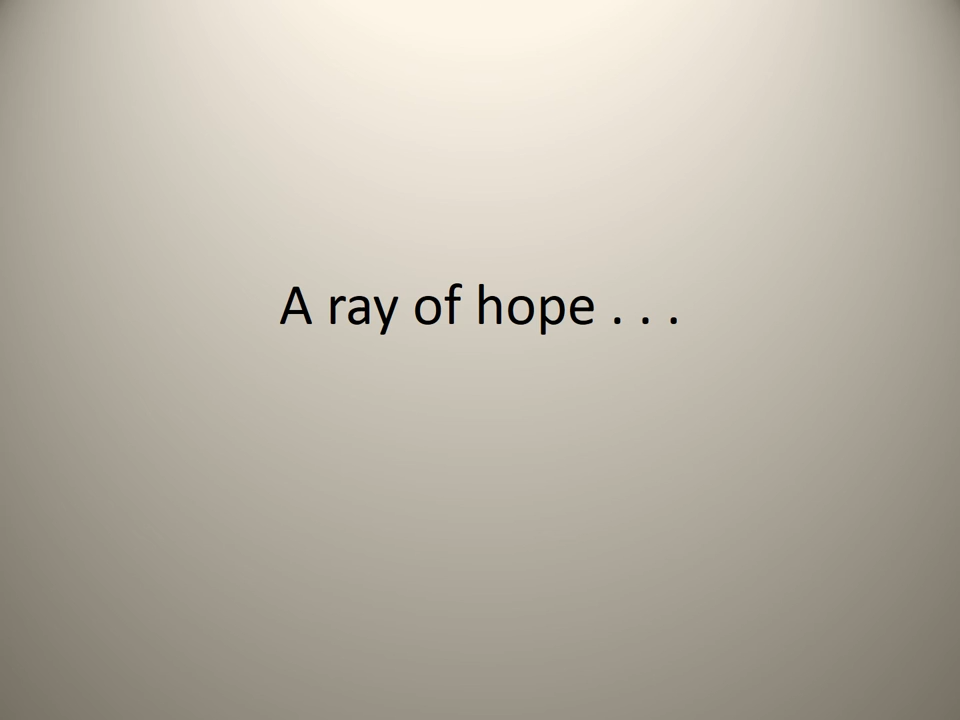 A ray of hope . . .